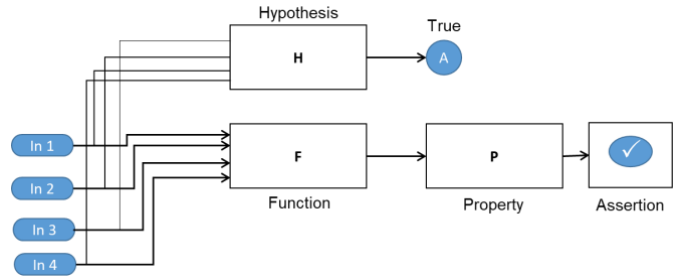 Hypothesis
True
H
A
In 1
In 2
In 3
In 4
F
P
Function
Property
Assertion